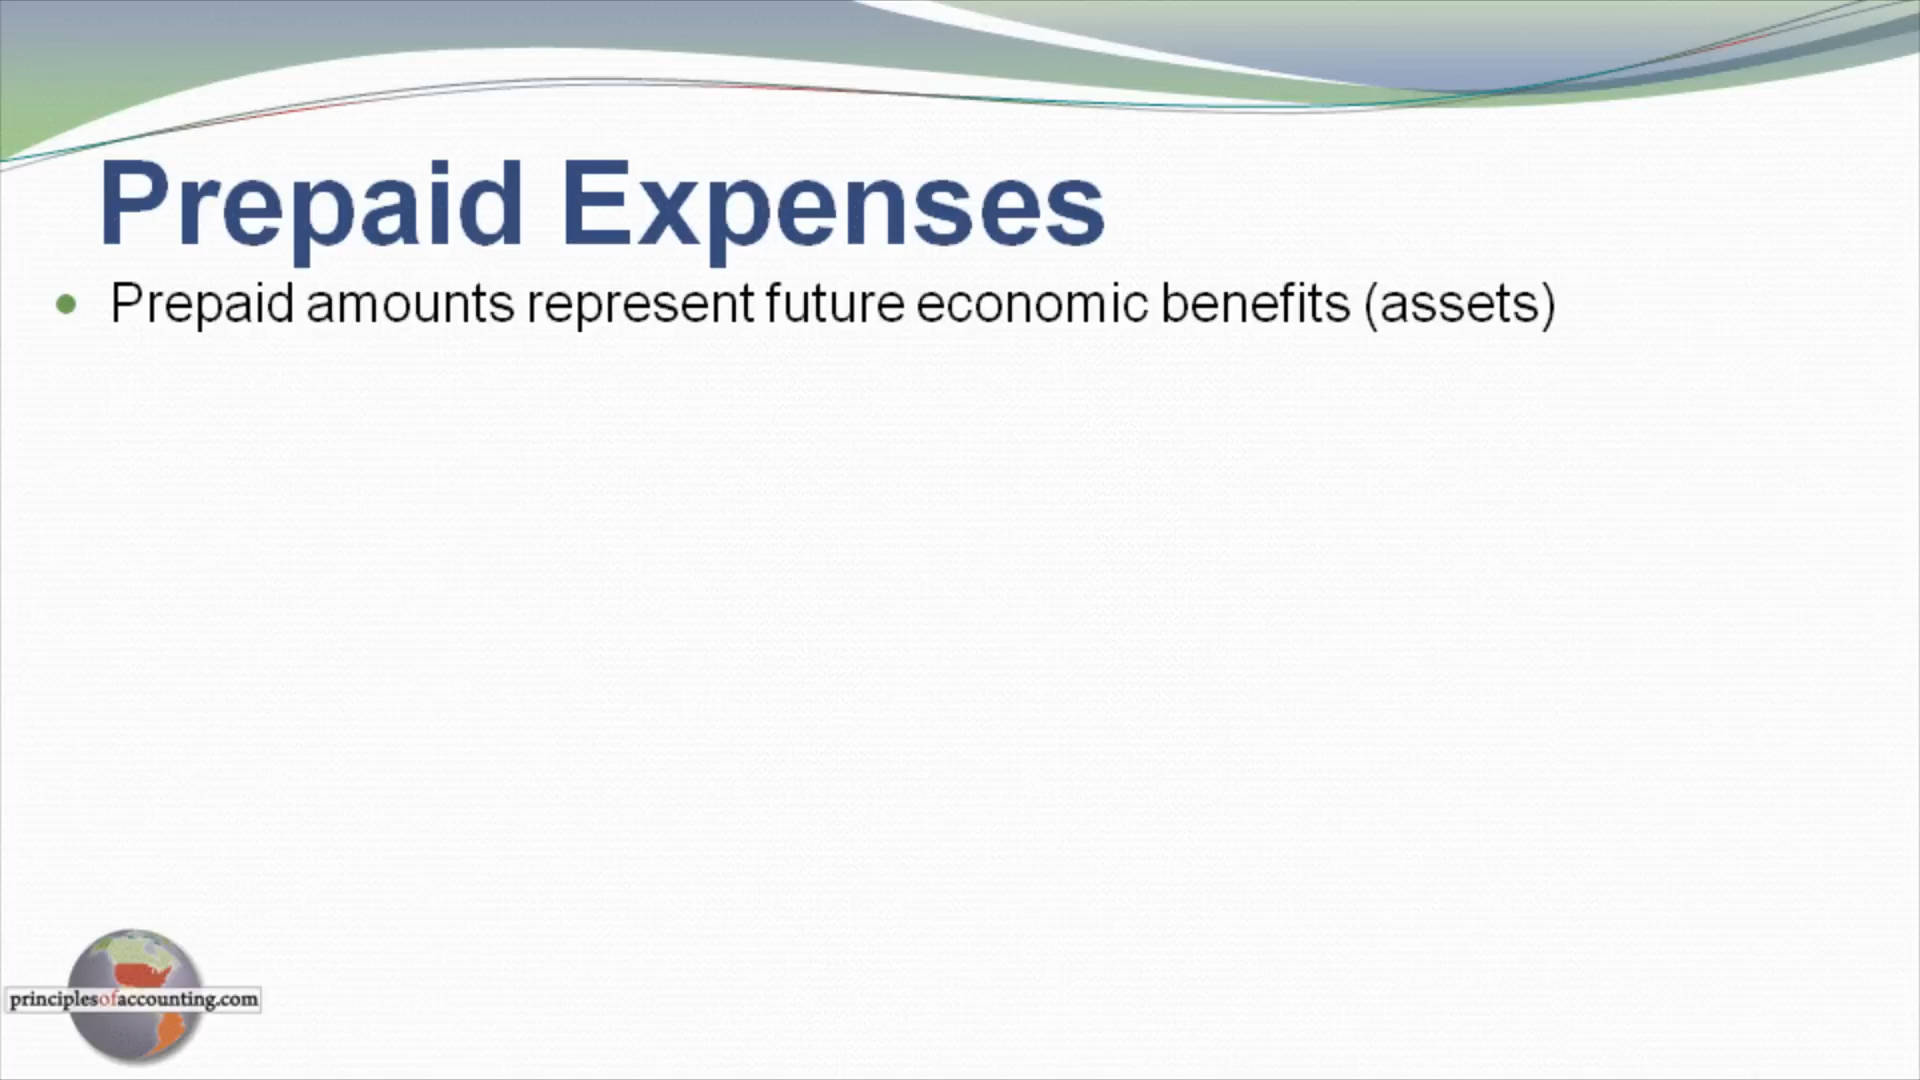 Prepaid Expenses
Prepaid amounts represent future economic benefits (assets)
principlesofaccounting.com